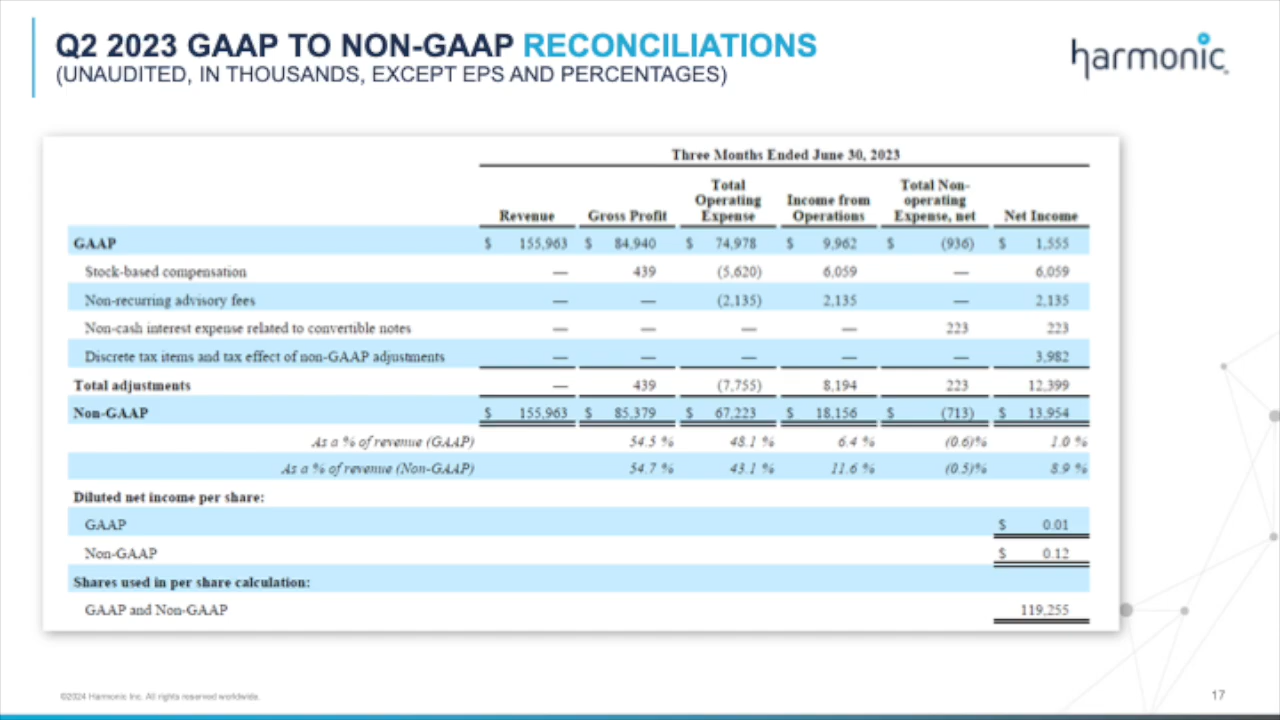 Q2 2023 GAAP TO NON-GAAP RECONCILIATIONS
(UNAUDITED, IN THOUSANDS, EXCEPT EPS AND PERCENTAGES)
harmonic
Three Months Ended June 30, 2023
Revenue Gross Profit Total Operating Expense Income from Operations Total Non-operating Expense, net Net Income
GAAP $ 155,963 $ 84,940 $ 74,978 $ 9,962 $ (936) $ 1,555
Stock-based compensation — 439 (5,620) 6,059 — 6,059
Non-recurring advisory fees — — (2,135) 2,135 — 2,135
Non-cash interest expense related to convertible notes — — — — 223 223
Discrete tax items and tax effect of non-GAAP adjustments — — — — — 3,982
Total adjustments — 439 (7,755) 8,194 223 12,399
Non-GAAP $ 155,963 $ 85,379 $ 67,223 $ 18,156 $ (713) $ 13,954
As a % of revenue (GAAP) 54.5 % 48.1 % 6.4 % (0.6)% 1.0 %
As a % of revenue (Non-GAAP) 54.7 % 43.1 % 11.6 % (0.5)% 8.9 %
Diluted net income per share:
GAAP $ 0.01
Non-GAAP $ 0.12
Shares used in per share calculation:
GAAP and Non-GAAP 119,255
©2024 Harmonic Inc. All rights reserved worldwide.
17